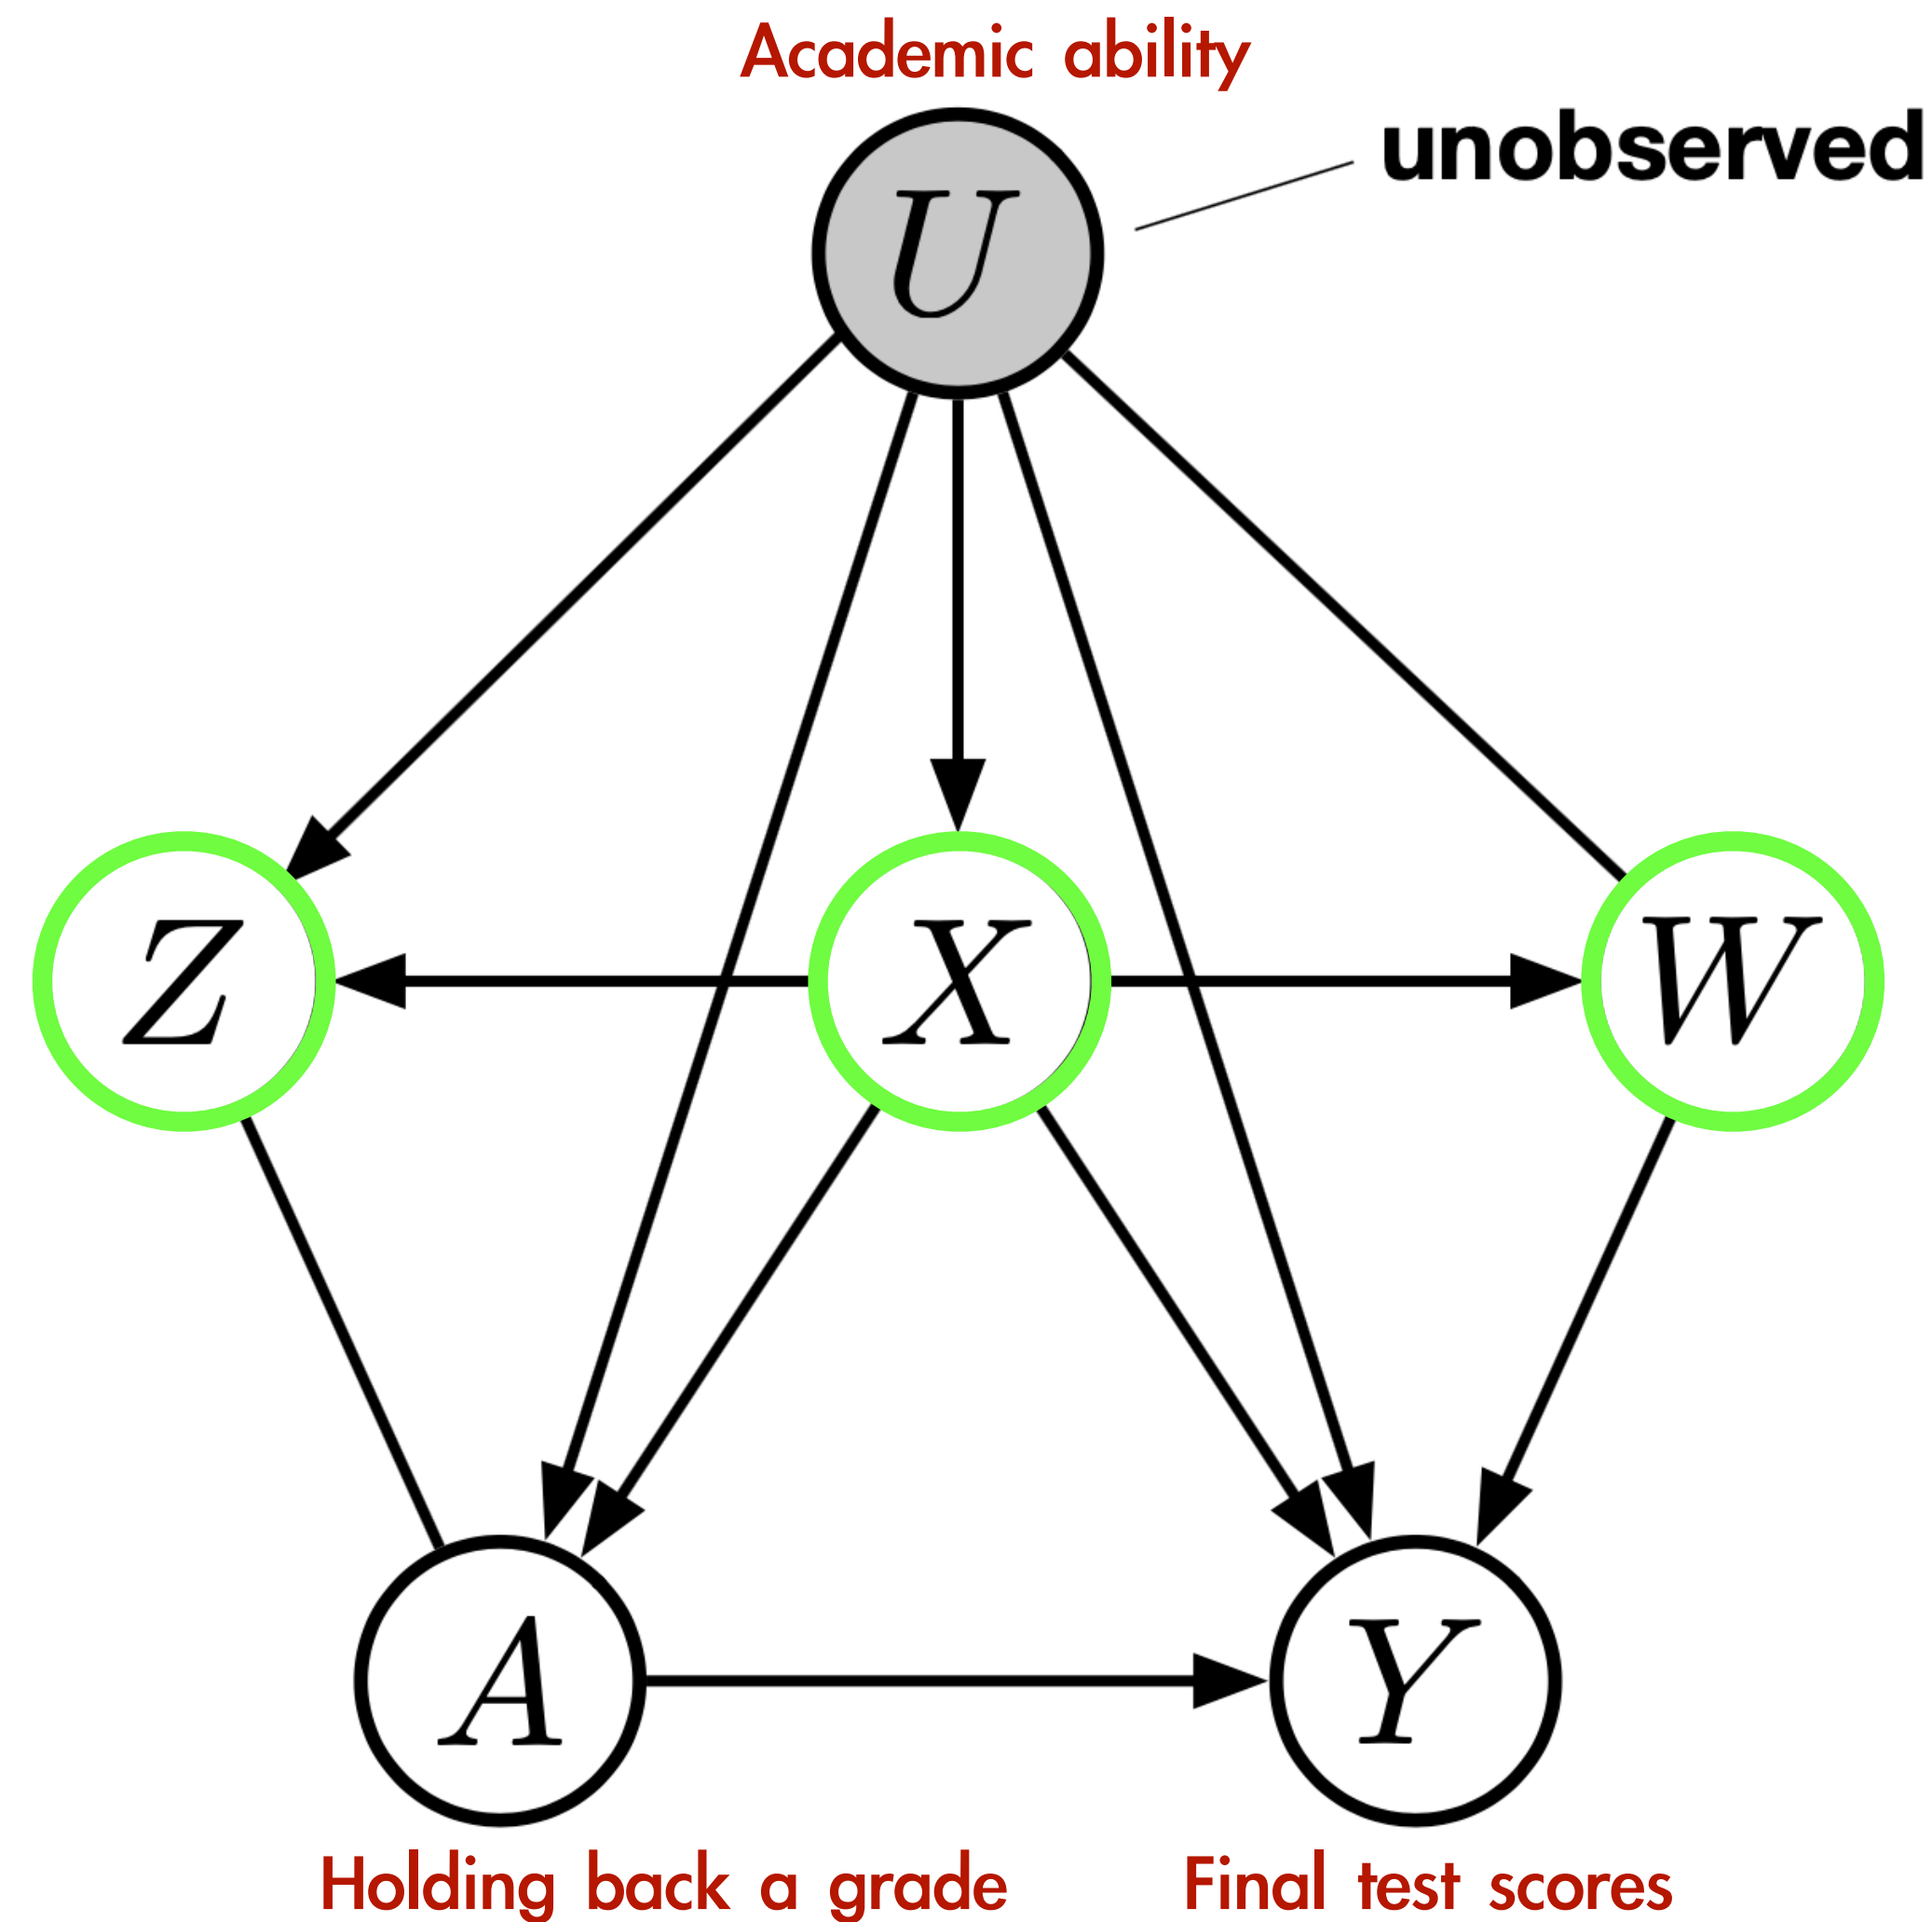 Academic ability
unobserved
U
Z
X
W
A
Y
Holding back a grade
Final test scores